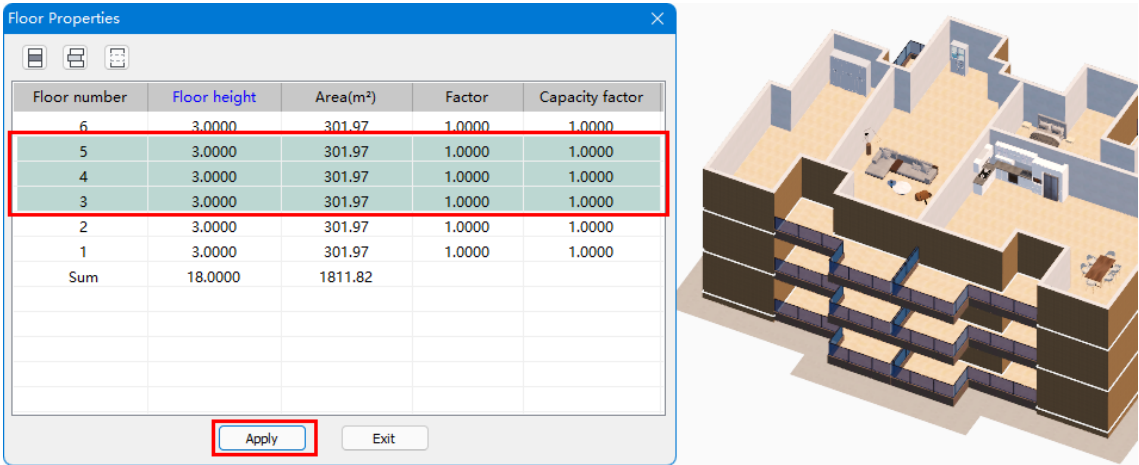 Floor Properties
Floor number Floor height Area(m²) Factor Capacity factor
6 3.0000 301.97 1.0000 1.0000
5 3.0000 301.97 1.0000 1.0000
4 3.0000 301.97 1.0000 1.0000
3 3.0000 301.97 1.0000 1.0000
2 3.0000 301.97 1.0000 1.0000
1 3.0000 301.97 1.0000 1.0000
Sum 18.0000 1811.82
Apply Exit